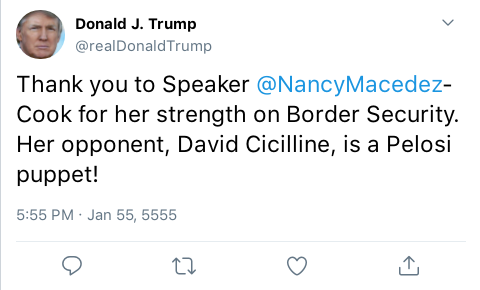 Donald J. Trump
@realDonaldTrump
Thank you to Speaker @NancyMacedez-
Cook for her strength on Border Security.
Her opponent, David Cicilline, is a Pelosi
puppet!
5:55 PM · Jan 55, 5555